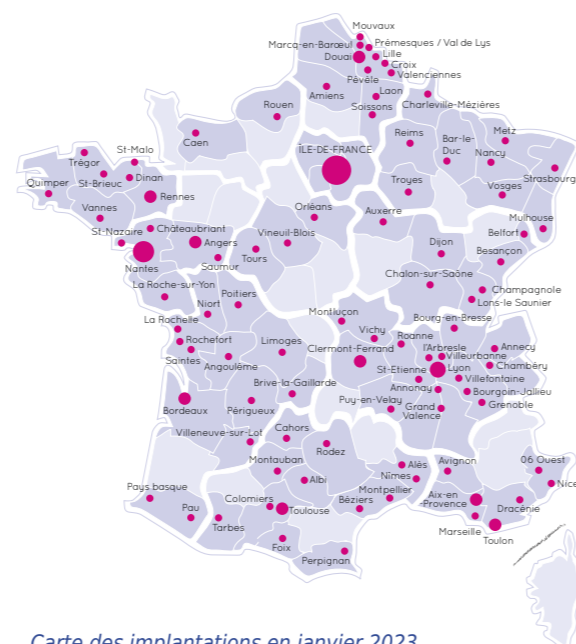 Mouvaux
Marcq-en-Barœul
Prémesques / Val de Lys
Douai
Lille
Croix
Pévèle
Valenciennes
Amiens
Laon
Soissons
Charleville-Mézières
Rouen
Caen
ÎLE-DE-FRANCE
Reims
Bar-le-
Duc
Metz
Nancy
St-Malo
Trégor
Dinan
Quimper
St-Brieuc
Rennes
Troyes
Vosges
Strasbourg
Vannes
Orléans
Auxerre
Mulhouse
St-Nazaire
Châteaubriant
Angers
Vineuil-Blois
Dijon
Belfort
Besançon
Nantes
Saumur
Tours
Chalon-sur-Saône
La Roche-sur-Yon
Champagnole
Lons-le Saunier
Niort
Poitiers
Montluçon
Bourg-en-Bresse
La Rochelle
Rochefort
Saintes
Limoges
Vichy
Roanne
Clermont-Ferrand
l'Arbresle
Annecy
Villeurbanne
Angoulême
St-Etienne
Lyon
Chambéry
Villefontaine
Brive-la-Gaillarde
Annonay
Bourgoin-Jallieu
Bordeaux
Périgueux
Puy-en-Velay
Grand
Valence
Grenoble
Villeneuve-sur-Lot
Cahors
Rodez
Montauban
Albi
Alès
Nîmes
Avignon
06 Ouest
Nice
Pays basque
Colomiers
Montpellier
Aix-en
-Provence
Pau
Toulouse
Béziers
Dracénie
Tarbes
Marseille
Toulon
Foix
Perpignan
Carte des implantations en janvier 2023